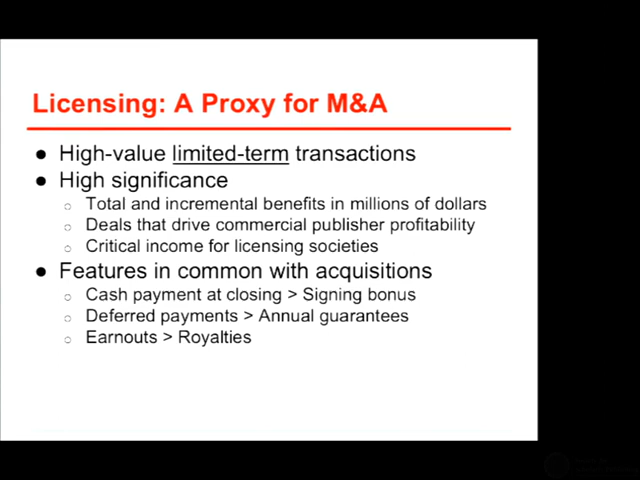 Licensing: A Proxy for M&A
● High-value limited-term transactions
● High significance
○ Total and incremental benefits in millions of dollars
○ Deals that drive commercial publisher profitability
○ Critical income for licensing societies
● Features in common with acquisitions
○ Cash payment at closing > Signing bonus
○ Deferred payments > Annual guarantees
○ Earnouts > Royalties